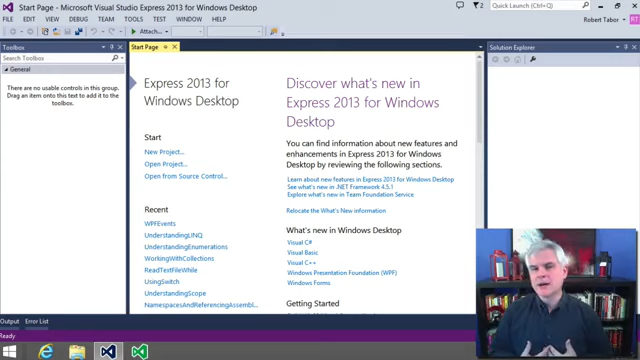 Start Page - Microsoft Visual Studio Express 2013 for Windows Desktop
2
Quick Launch (Ctrl+Q)
FILE EDIT VIEW DEBUG TEAM TOOLS TEST WINDOW HELP
Robert Tabor RT
Attach...
Toolbox
Start Page
Solution Explorer
Search Toolbox
General
There are no usable controls in this group.
Drag an item onto this text to add it to the
toolbox.
Express 2013 for
Windows Desktop
Start
New Project...
Open Project...
Open from Source Control...
Recent
WPFEvents
UnderstandingLINQ
UnderstandingEnumerations
WorkingWithCollections
ReadTextFileWhile
UsingSwitch
UnderstandingScope
NamespacesAndReferencingAssembl...
Discover what's new in
Express 2013 for Windows
Desktop
You can find information about new features and
enhancements in Express 2013 for Windows
Desktop by reviewing the following sections.
Learn about new features in Express 2013 for Windows Desktop
See what's new in .NET Framework 4.5.1
Explore what's new in Team Foundation Service
Relocate the What's New information
What's new in Windows Desktop
Visual C#
Visual Basic
Visual C++
Windows Presentation Foundation (WPF)
Windows Forms
Getting Started
Output Error List
Ready